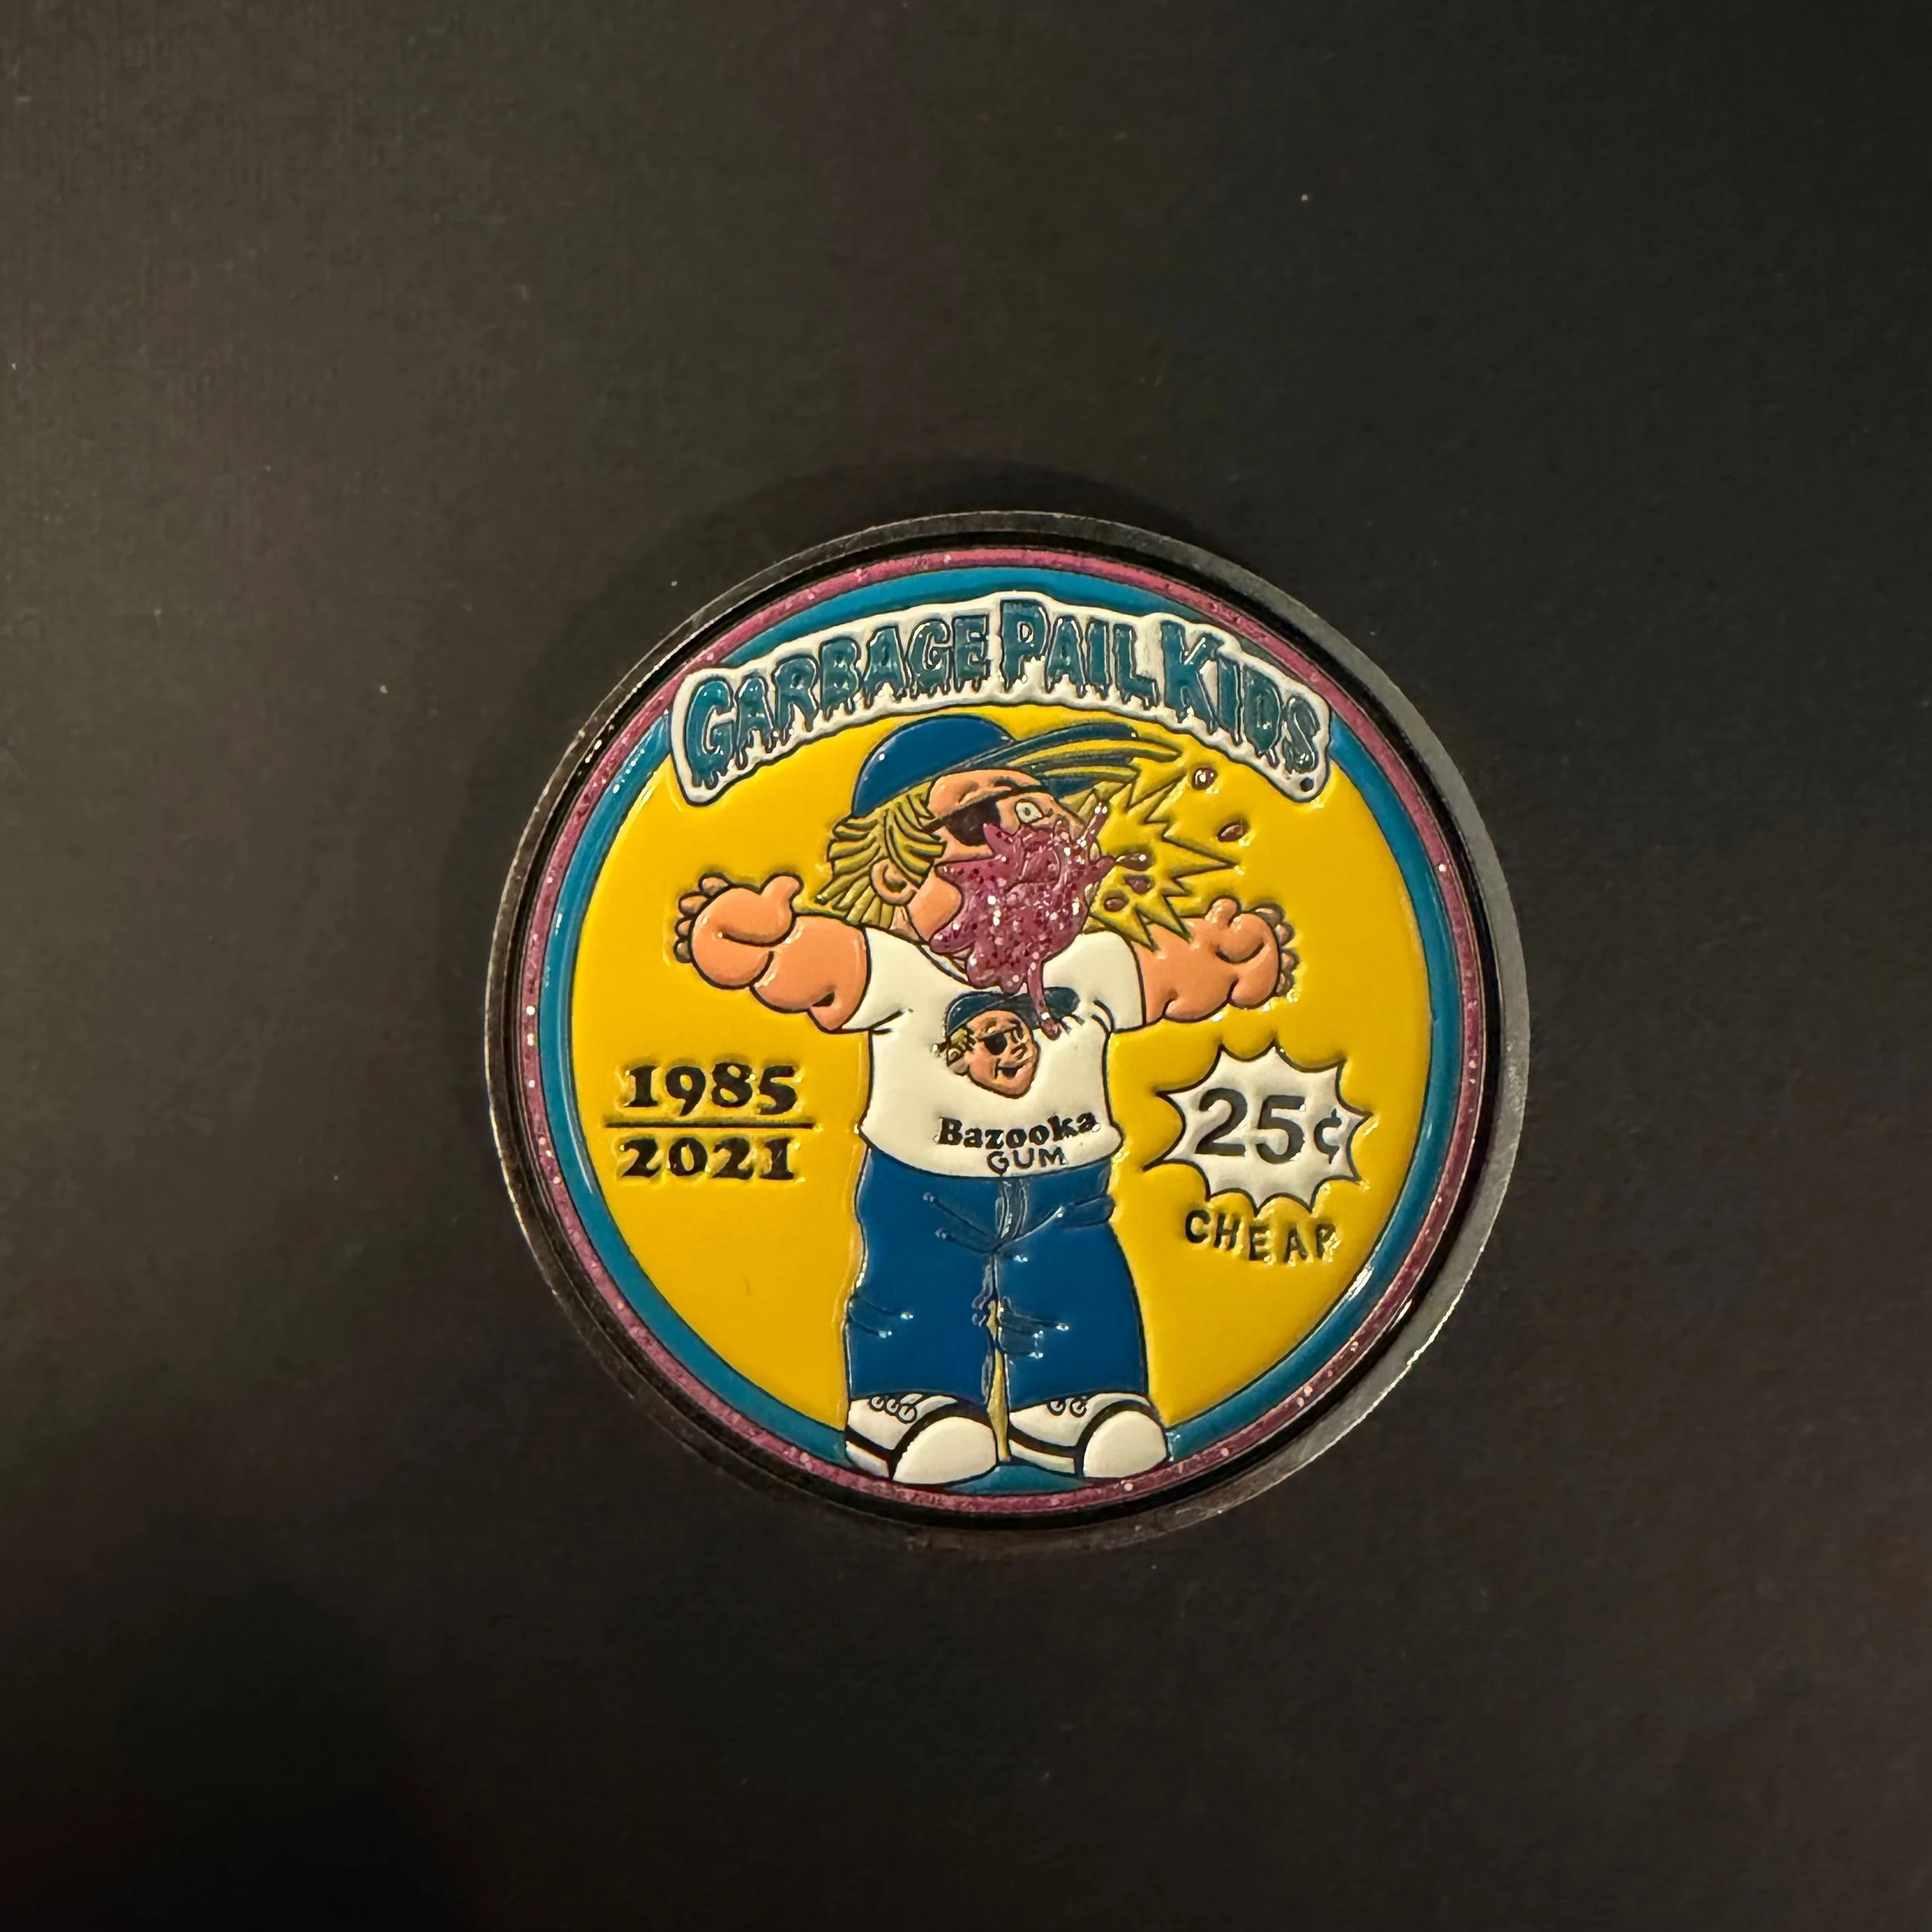 GARBAGE PAIL KIDS
1985
2021
Bazooka
GUM
25¢
CHEAP